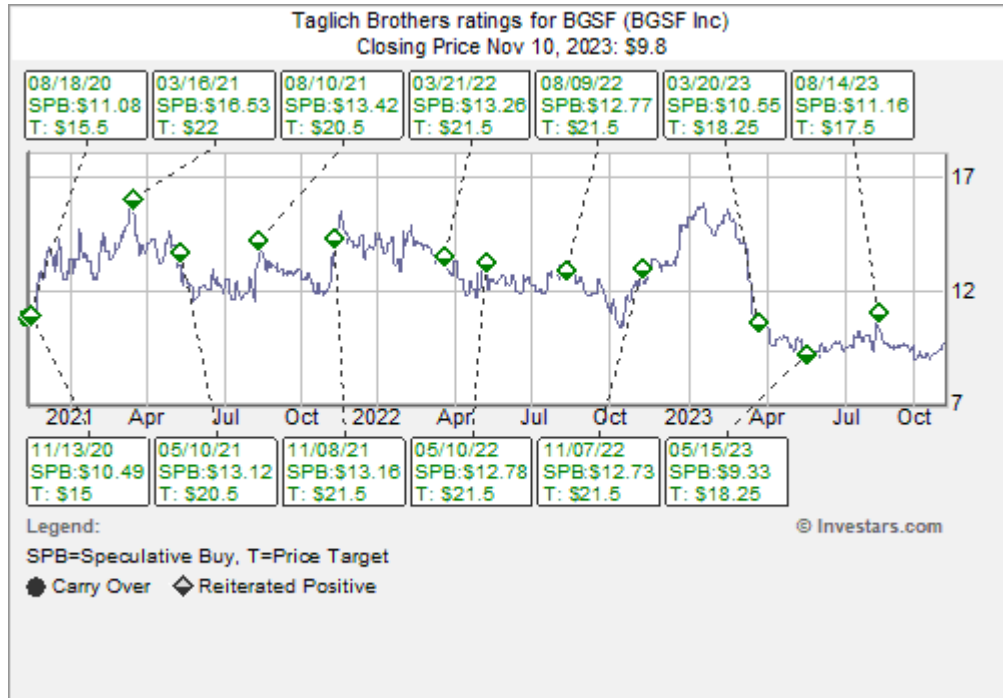 Taglich Brothers ratings for BGSF (BGSF Inc)
Closing Price Nov 10, 2023: $9.8
08/18/20
SPB:$11.08
T: $15.5
03/16/21
SPB:$16.53
T: $22
08/10/21
SPB:$13.42
T: $20.5
03/21/22
SPB:$13.26
T: $21.5
08/09/22
SPB:$12.77
T: $21.5
03/20/23
SPB:$10.55
T: $18.25
08/14/23
SPB:$11.16
T: $17.5
17
12
7
2021 Apr Jul Oct 2022 Apr Jul Oct 2023 Apr Jul Oct
11/13/20
SPB:$10.49
T: $15
05/10/21
SPB:$13.12
T: $20.5
11/08/21
SPB:$13.16
T: $21.5
05/10/22
SPB:$12.78
T: $21.5
11/07/22
SPB:$12.73
T: $21.5
05/15/23
SPB:$9.33
T: $18.25
Legend:
© Investars.com
SPB=Speculative Buy, T=Price Target
Carry Over Reiterated Positive